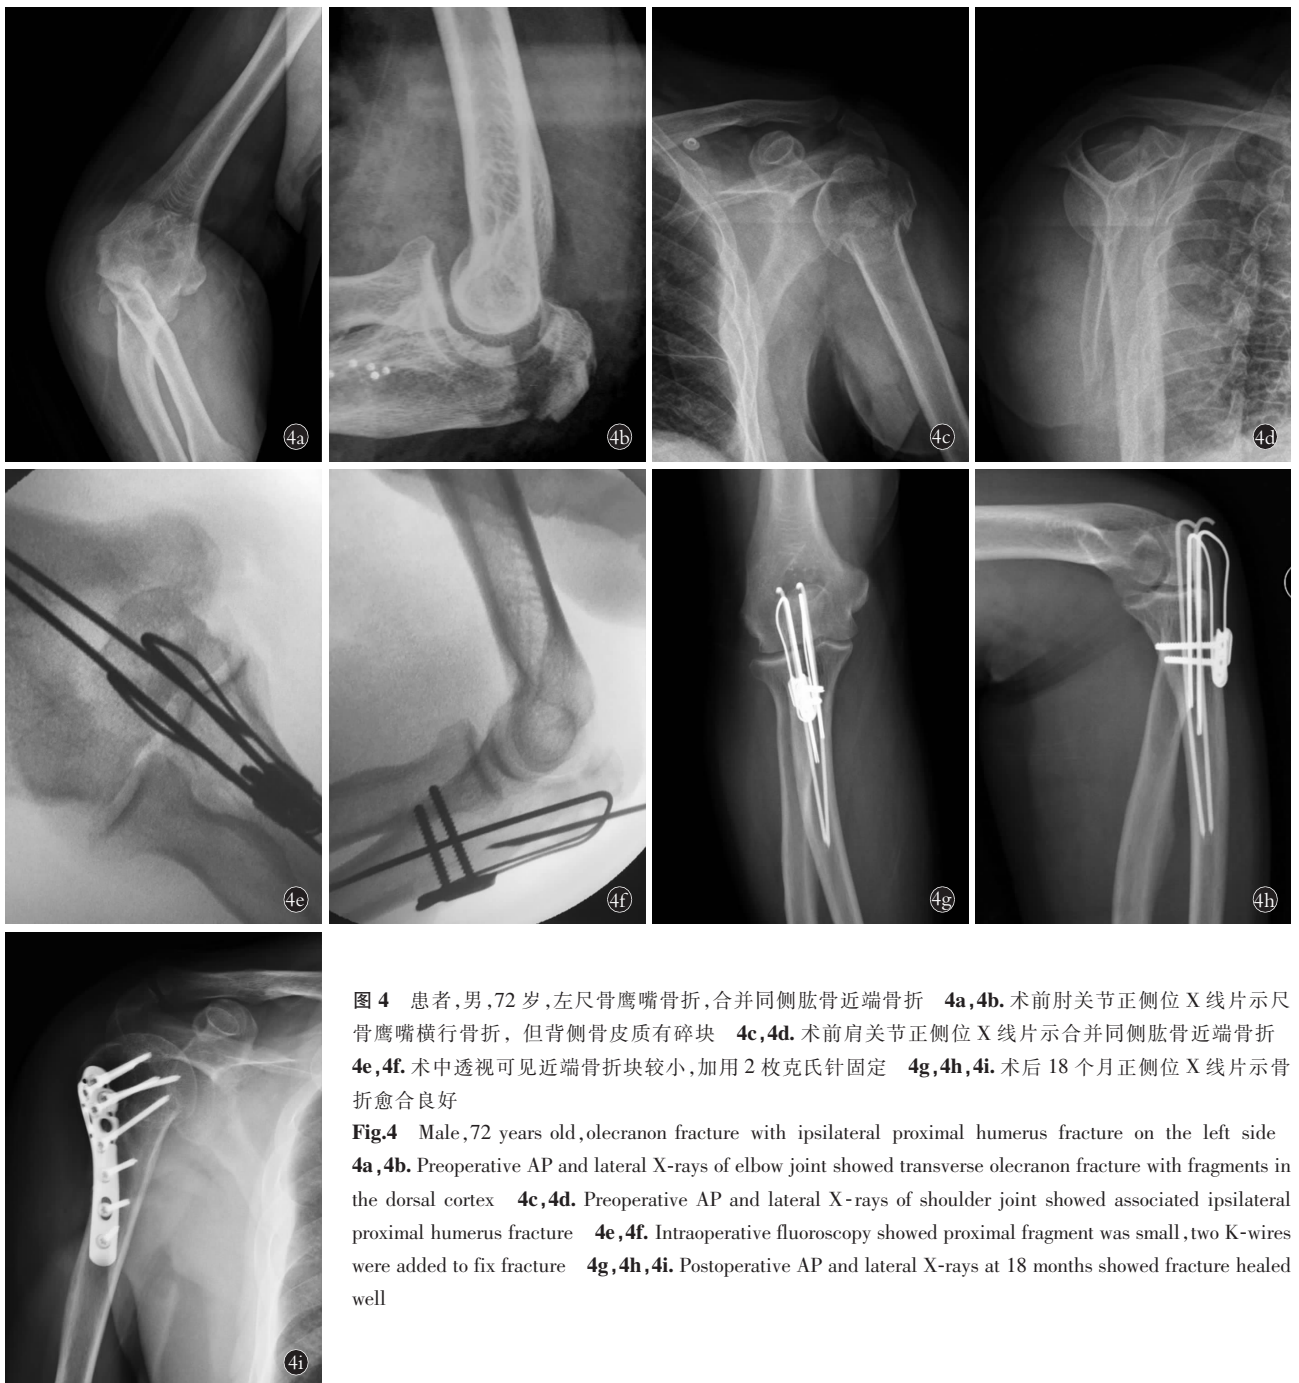 4a
4b
4c
4d
4e
4f
4g
4h
4i
图 4 患者,男,72 岁,左尺骨鹰嘴骨折,合并同侧肱骨近端骨折 4a,4b. 术前肘关节正侧位 X 线片示尺
骨鹰嘴横行骨折, 但背侧骨皮质有碎块 4c,4d. 术前肩关节正侧位 X 线片示合并同侧肱骨近端骨折
4e,4f. 术中透视可见近端骨折块较小,加用 2 枚克氏针固定 4g,4h,4i. 术后 18 个月正侧位 X 线片示骨
折愈合良好
Fig.4 Male,72 years old,olecranon fracture with ipsilateral proximal humerus fracture on the left side
4a,4b. Preoperative AP and lateral X-rays of elbow joint showed transverse olecranon fracture with fragments in
the dorsal cortex 4c,4d. Preoperative AP and lateral X-rays of shoulder joint showed associated ipsilateral
proximal humerus fracture 4e,4f. Intraoperative fluoroscopy showed proximal fragment was small,two K-wires
were added to fix fracture 4g,4h,4i. Postoperative AP and lateral X-rays at 18 months showed fracture healed
well